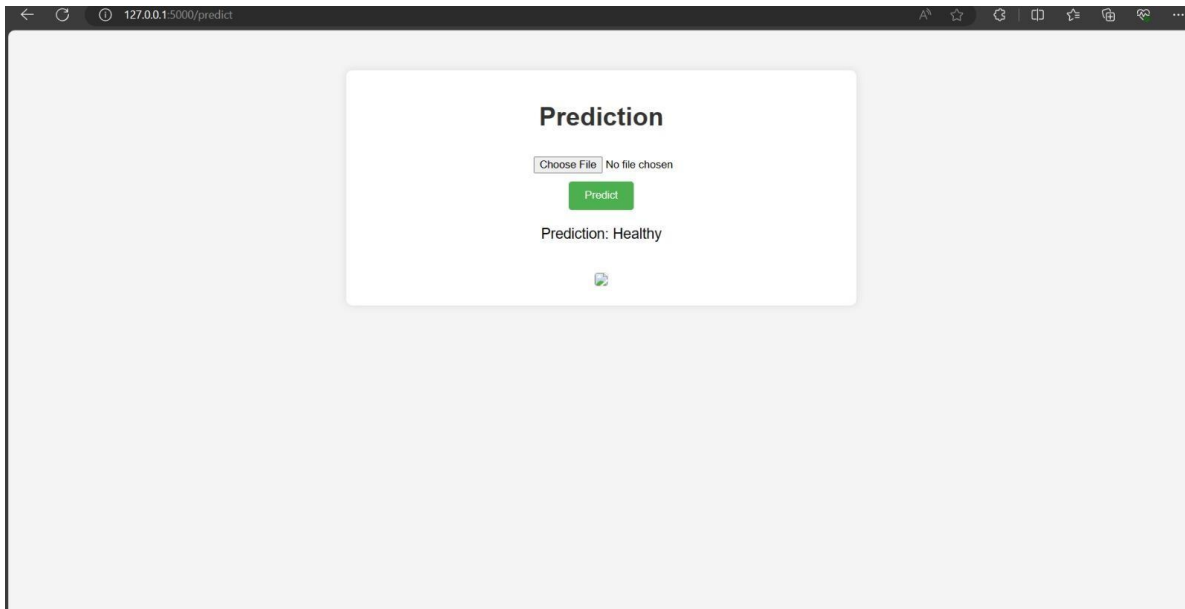 127.0.0.1:5000/predict
Prediction
Choose File No file chosen
Predict
Prediction: Healthy